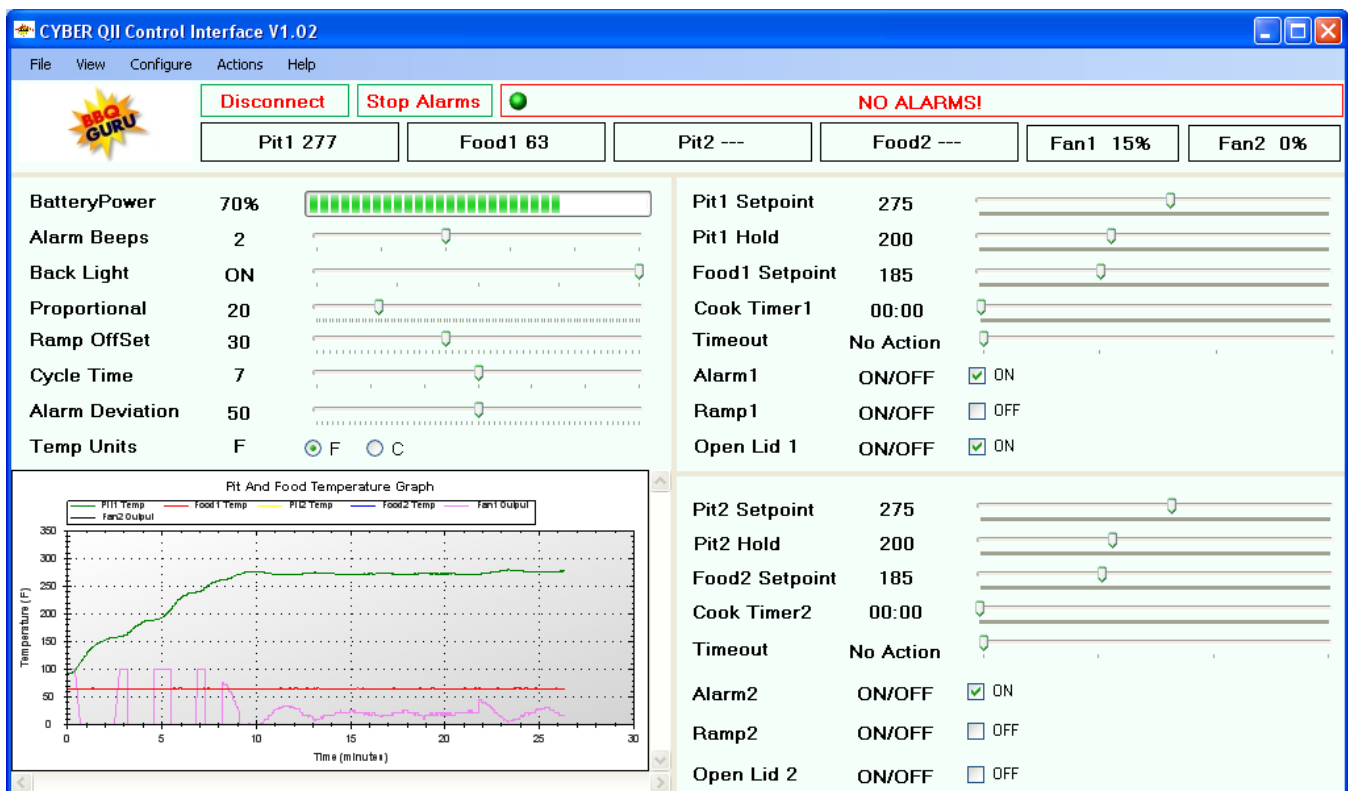 CYBER QII Control Interface V1.02
File View Configure Actions Help
BBQ
GURU
Disconnect Stop Alarms NO ALARMS!
Pit1 277 Food1 63 Pit2 --- Food2 --- Fan1 15% Fan2 0%
BatteryPower 70%
Alarm Beeps 2
Back Light ON
Proportional 20
Ramp OffSet 30
Cycle Time 7
Alarm Deviation 50
Temp Units F F C
Pit1 Setpoint 275
Pit1 Hold 200
Food1 Setpoint 185
Cook Timer1 00:00
Timeout No Action
Alarm1 ON/OFF ON
Ramp1 ON/OFF OFF
Open Lid 1 ON/OFF ON
Pit And Food Temperature Graph
Pit1 Temp Food1 Temp Pit2 Temp Food2 Temp Fan1 Output
Fan2 Output
Temperature (F)
350
300
250
200
150
100
50
0
0 5 10 15 20 25 30
Time (minutes)
Pit2 Setpoint 275
Pit2 Hold 200
Food2 Setpoint 185
Cook Timer2 00:00
Timeout No Action
Alarm2 ON/OFF ON
Ramp2 ON/OFF OFF
Open Lid 2 ON/OFF OFF